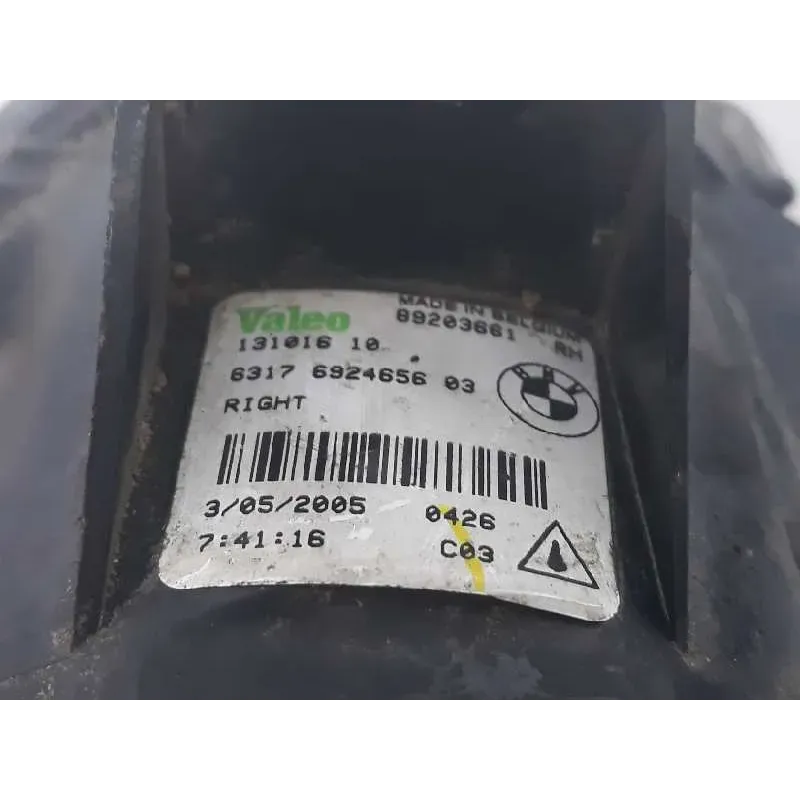 Valeo MADE IN BELGIUM
89203661 RH
131016 10
6317 6924656 03
BMW
RIGHT
3/05/2005 0426
7:41:16 C03